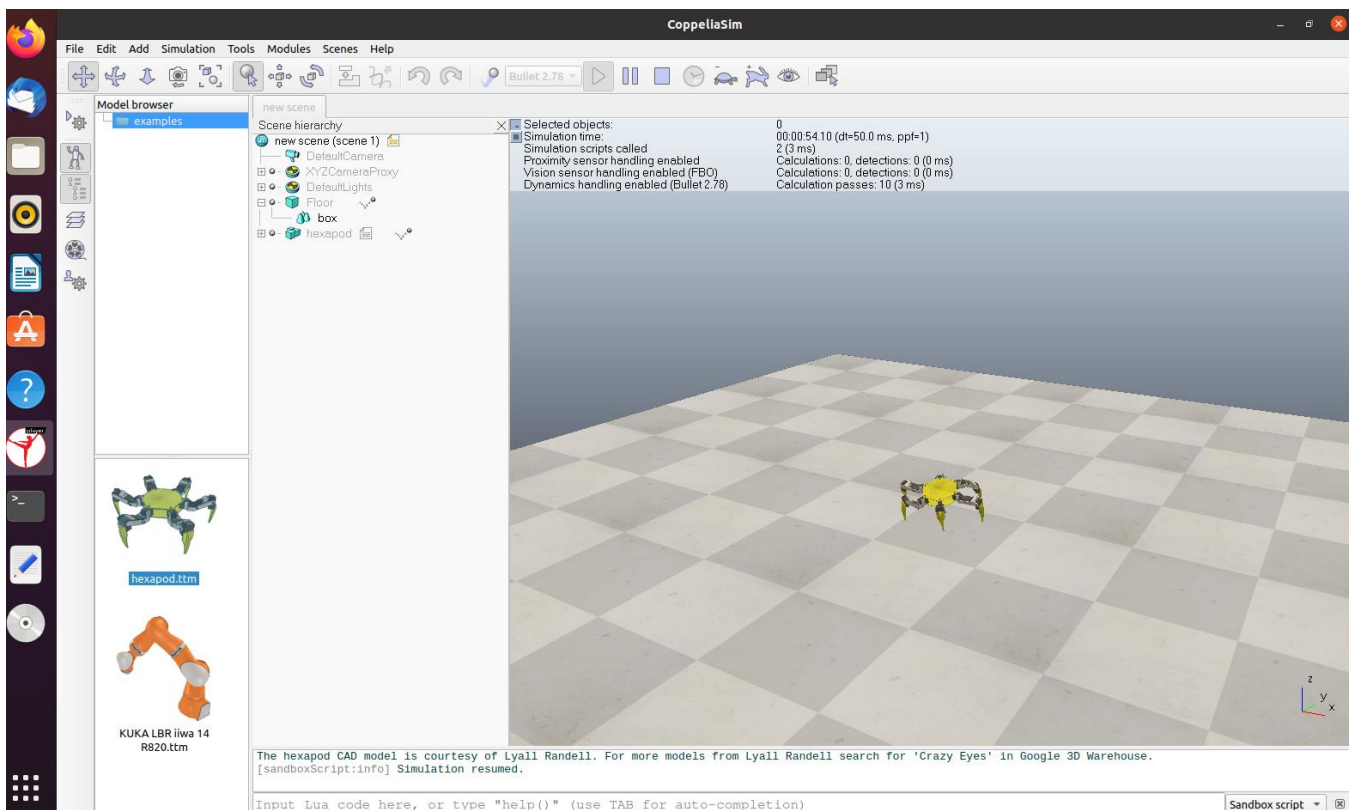 CoppeliaSim
File Edit Add Simulation Tools Modules Scenes Help
Bullet 2.78
Model browser
examples
new scene
Scene hierarchy
new scene (scene 1)
DefaultCamera
XYZCameraProxy
DefaultLights
Floor
box
hexapod
Selected objects: 0
Simulation time: 00:00:54.10 (dt=50.0 ms, ppf=1)
Simulation scripts called 2 (3 ms)
Proximity sensor handling enabled Calculations: 0, detections: 0 (0 ms)
Vision sensor handling enabled (FBO) Calculations: 0, detections: 0 (0 ms)
Dynamics handling enabled (Bullet 2.78) Calculation passes: 10 (3 ms)
hexapod.ttm
KUKA LBR iiwa 14
R820.ttm
z
y
x
The hexapod CAD model is courtesy of Lyall Randell. For more models from Lyall Randell search for 'Crazy Eyes' in Google 3D Warehouse.
[sandboxScript:info] Simulation resumed.
Input Lua code here, or type "help()" (use TAB for auto-completion)
Sandbox script